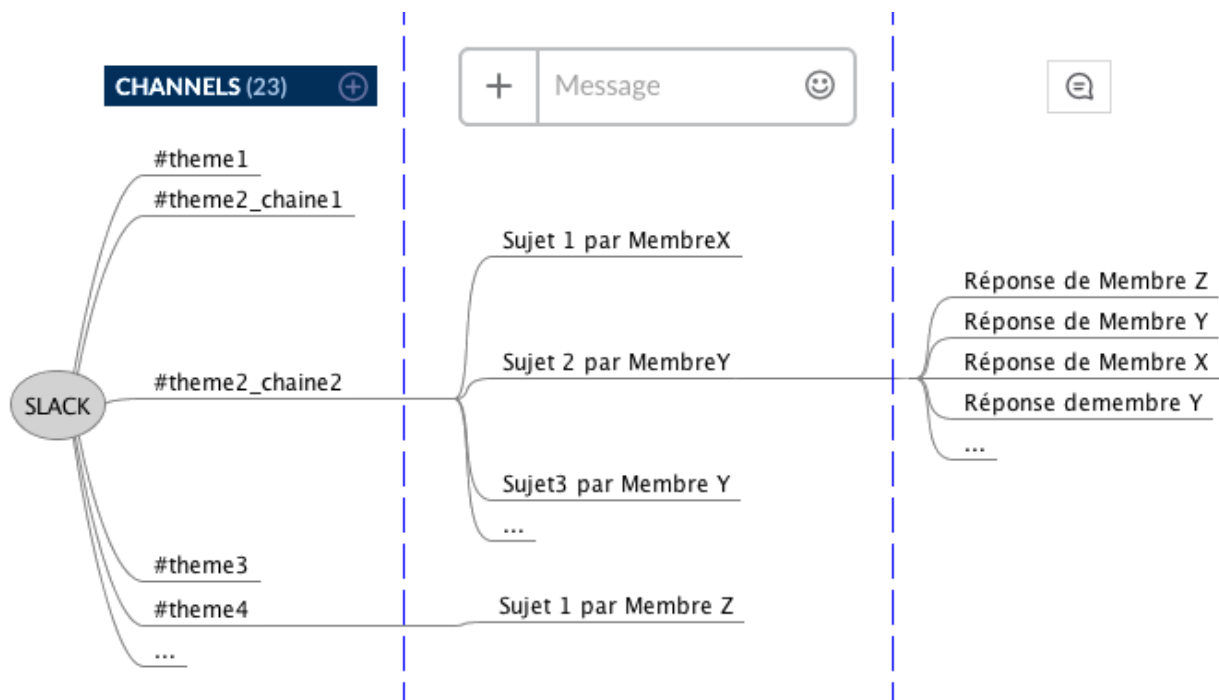 CHANNELS (23)
Message
#theme1
#theme2_chaine1
Sujet 1 par MembreX
Réponse de Membre Z
Réponse de Membre Y
Sujet 2 par MembreY
Réponse de Membre X
#theme2_chaine2
SLACK
Réponse demembre Y
...
Sujet3 par Membre Y
...
#theme3
#theme4
Sujet 1 par Membre Z
...